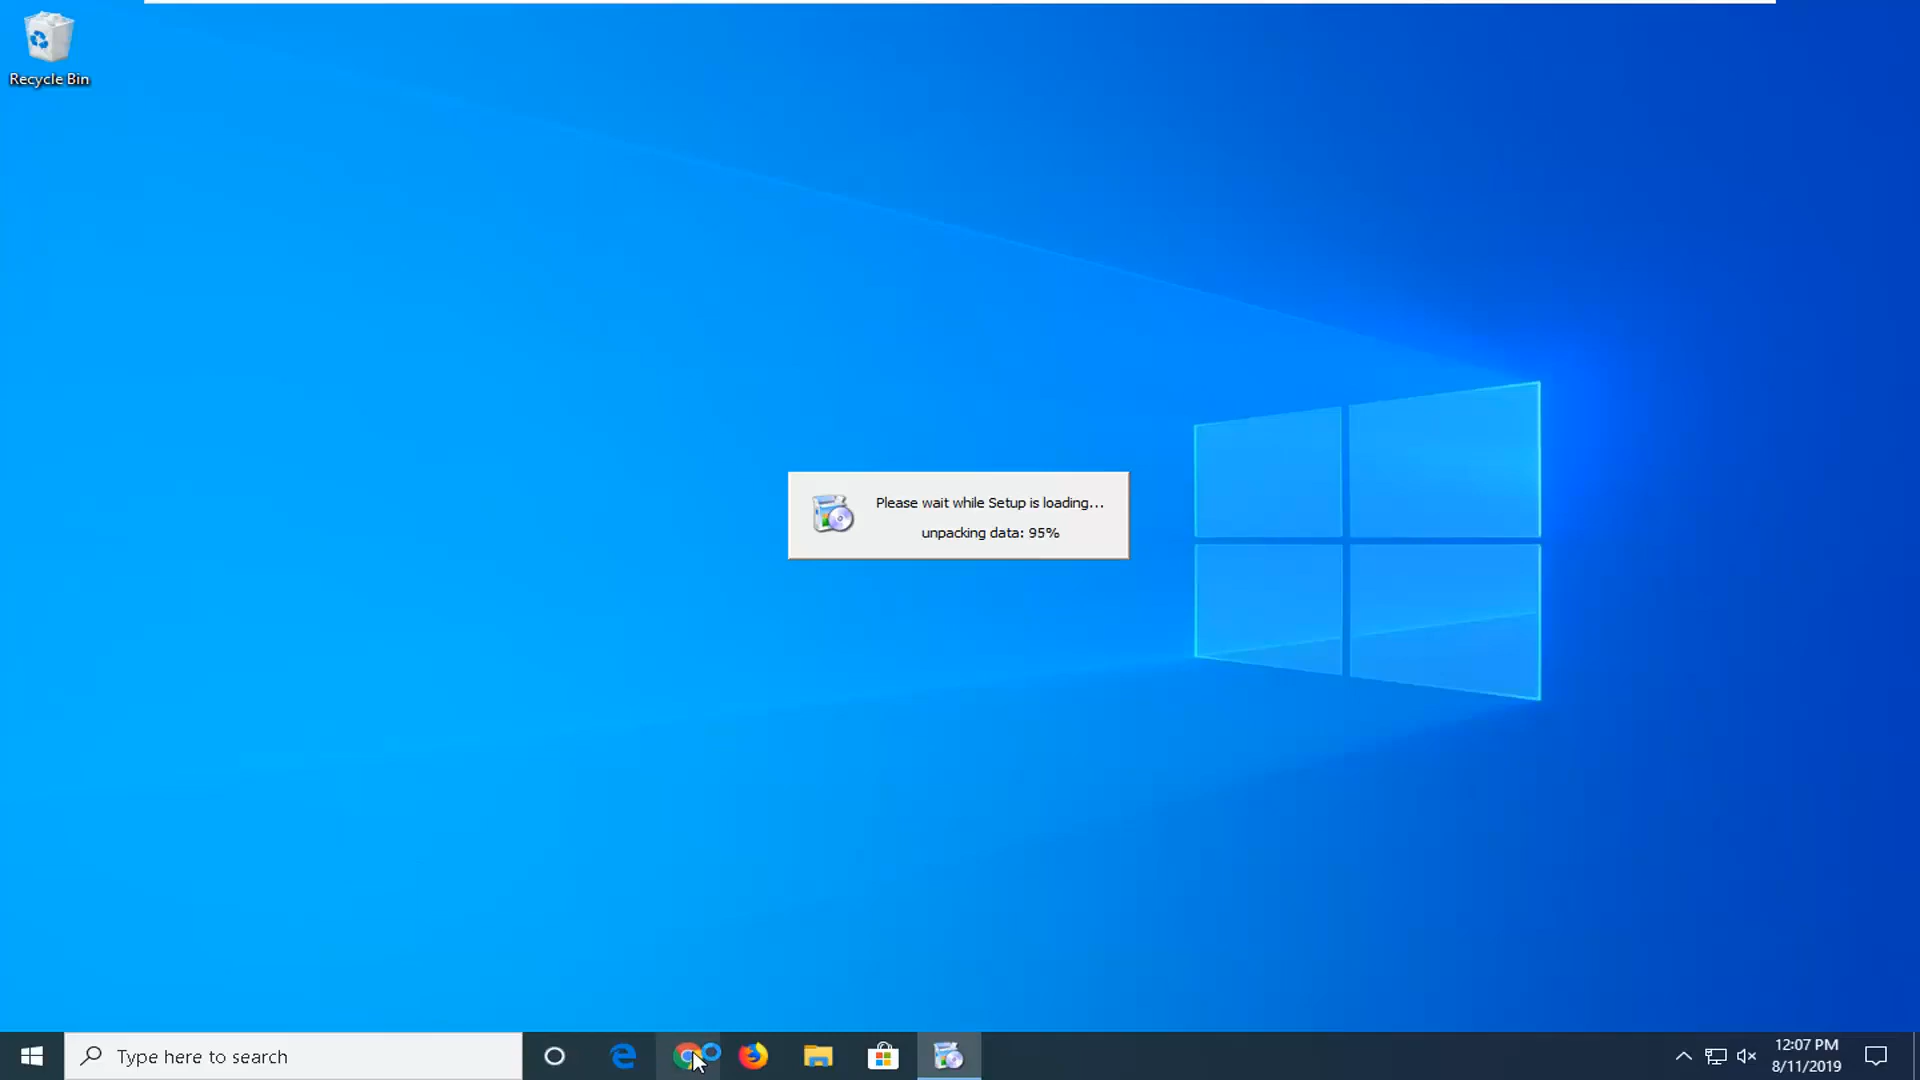 Recycle Bin
Please wait while Setup is loading...
unpacking data: 95%
Type here to search
12:07 PM
8/11/2019